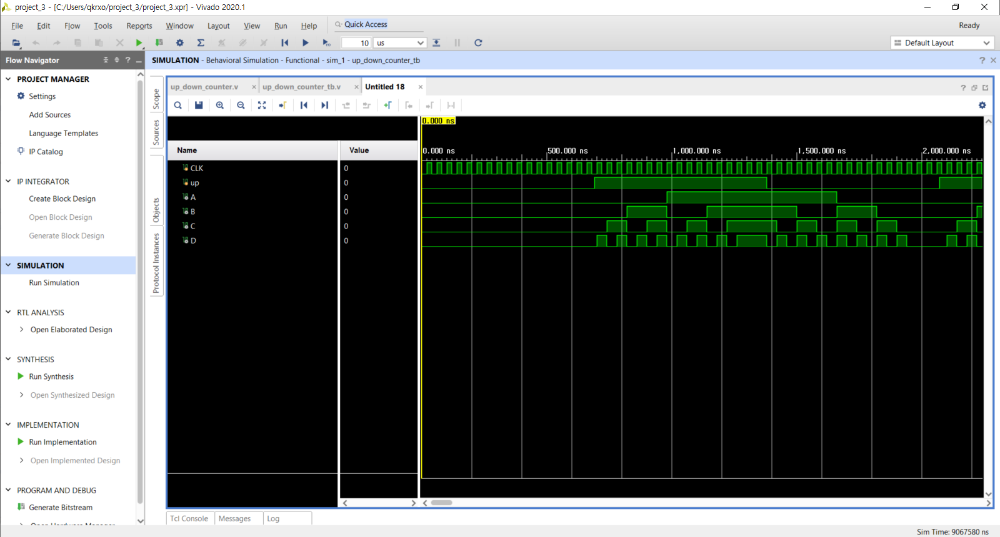 project_3 - [C:/Users/qkrxo/project_3/project_3.xpr] - Vivado 2020.1
File Edit Flow Tools Reports Window Layout View Run Help Quick Access Ready
10 us Default Layout
Flow Navigator
SIMULATION - Behavioral Simulation - Functional - sim_1 - up_down_counter_tb
PROJECT MANAGER
Settings
Add Sources
Language Templates
IP Catalog
IP INTEGRATOR
Create Block Design
Open Block Design
Generate Block Design
SIMULATION
Run Simulation
RTL ANALYSIS
Open Elaborated Design
SYNTHESIS
Run Synthesis
Open Synthesized Design
IMPLEMENTATION
Run Implementation
Open Implemented Design
PROGRAM AND DEBUG
Generate Bitstream
Open Hardware Manager
Scope
Sources
Objects
Protocol Instances
up_down_counter.v up_down_counter_tb.v Untitled 18
0.000 ns
Name Value 0.000 ns 500.000 ns 1,000.000 ns 1,500.000 ns 2,000.000 ns
CLK 0
up 0
A 0
B 0
C 0
D 0
Tcl Console Messages Log
Sim Time: 9067580 ns